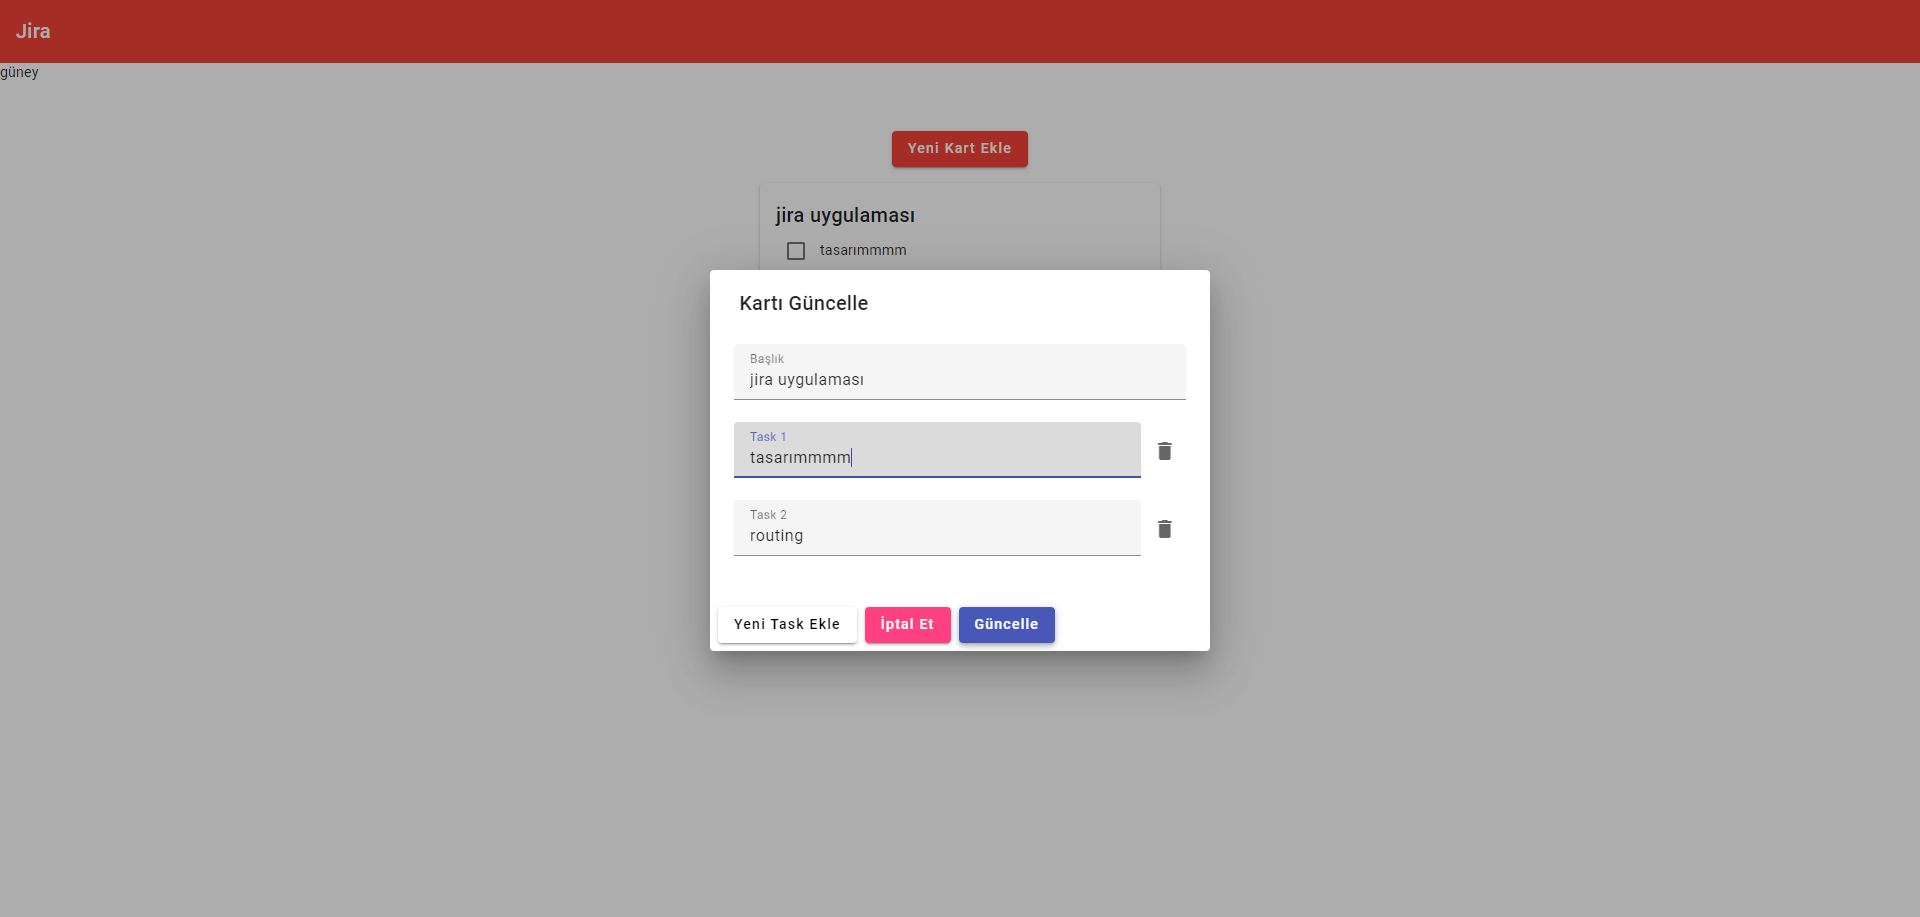 Jira
güney
Yeni Kart Ekle
jira uygulaması
tasarımmmm
Kartı Güncelle
Başlık
jira uygulaması
Task 1
tasarımmmm
Task 2
routing
Yeni Task Ekle
İptal Et
Güncelle